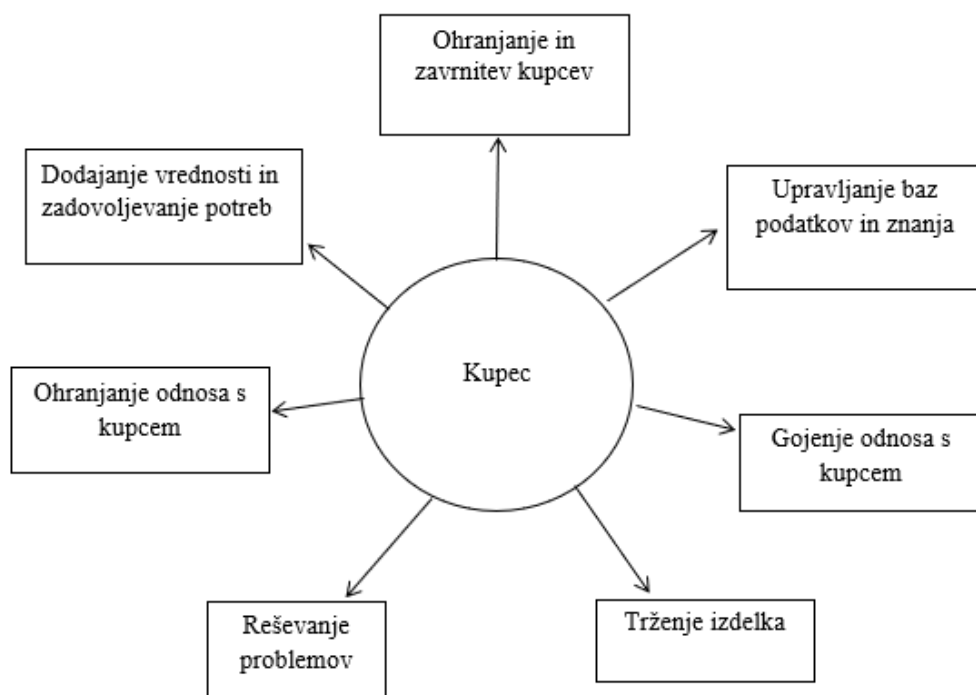 Ohranjanje in
zavrnitev kupcev
Dodajanje vrednosti in
zadovoljevanje potreb
Upravljanje baz
podatkov in znanja
Kupec
Ohranjanje odnosa s
kupcem
Gojenje odnosa s
kupcem
Reševanje
problemov
Trženje izdelka